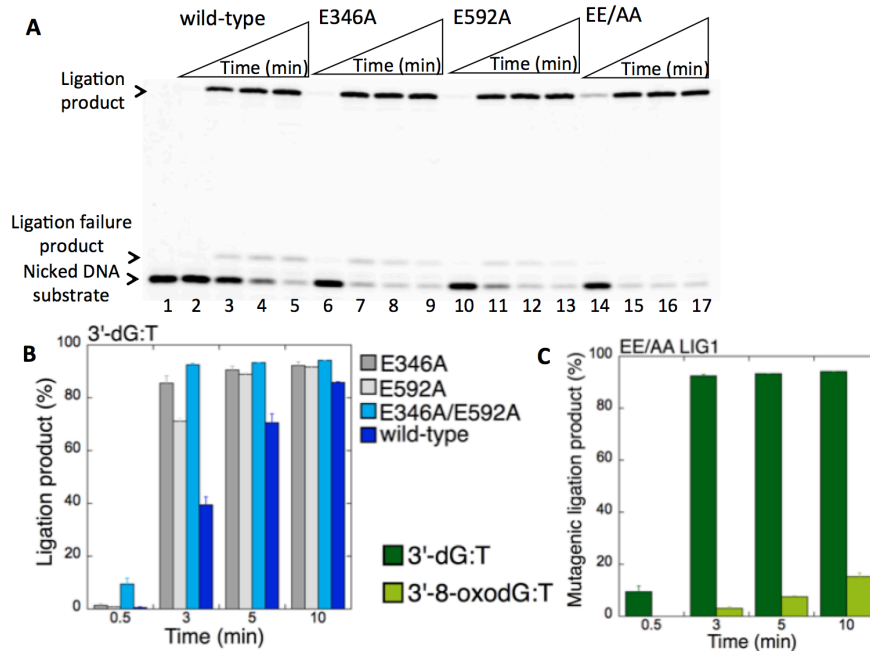 A
wild-type E346A E592A EE/AA
Time (min) Time (min) Time (min) Time (min)
Ligation
product
Ligation failure
product
Nicked DNA
substrate
1 2 3 4 5 6 7 8 9 10 11 12 13 14 15 16 17
B
3'-dG:T
Ligation product (%)
100
80
60
40
20
0
0.5 3 5 10
Time (min)
E346A
E592A
E346A/E592A
wild-type
3'-dG:T
3'-8-oxodG:T
C
EE/AA LIG1
Mutagenic ligation product (%)
100
80
60
40
20
0
0.5 3 5 10
Time (min)